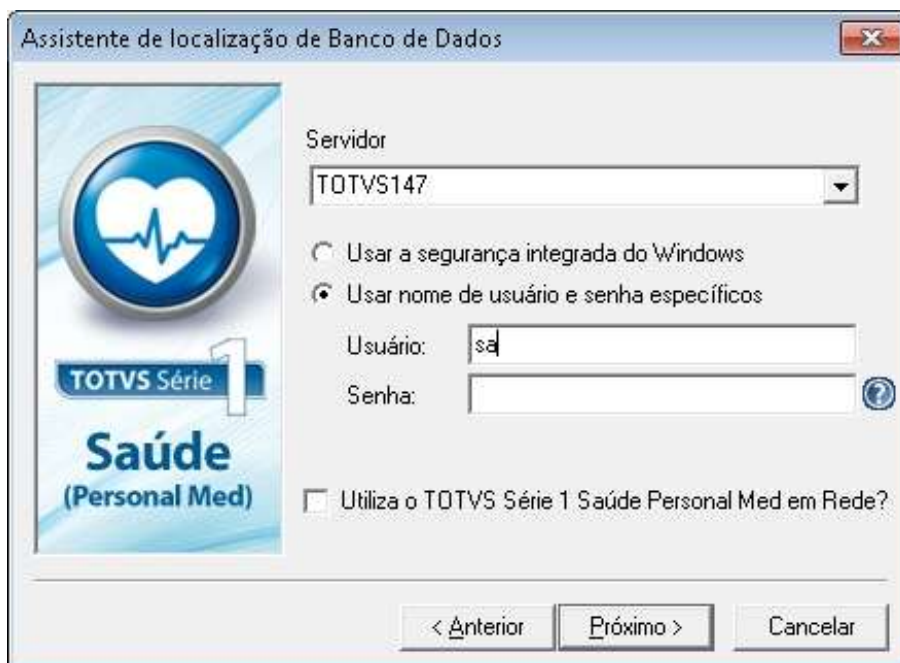 Assistente de localização de Banco de Dados
Servidor
TOTVS147
Usar a segurança integrada do Windows
Usar nome de usuário e senha específicos
Usuário: sa
Senha:
TOTVS Série 1
Saúde
(Personal Med)
Utiliza o TOTVS Série 1 Saúde Personal Med em Rede?
< Anterior Próximo > Cancelar